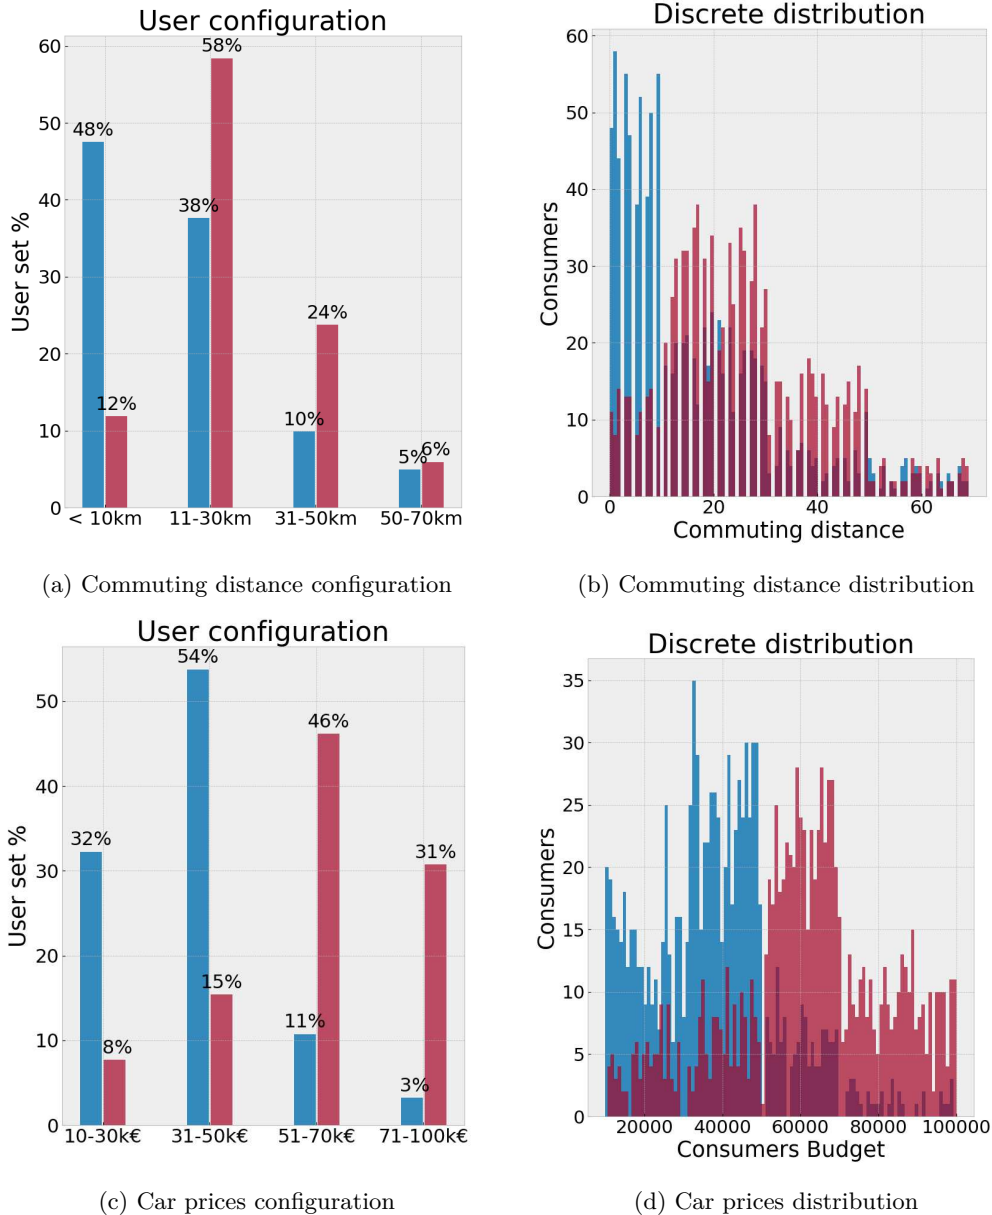 User configuration
User set %
60
50
40
30
20
10
0
48%
12%
38%
58%
10%
24%
5%
6%
< 10km
11-30km
31-50km
50-70km
(a) Commuting distance configuration
Discrete distribution
Consumers
60
50
40
30
20
10
0
0
20
40
60
Commuting distance
(b) Commuting distance distribution
User configuration
User set %
50
40
30
20
10
0
32%
8%
54%
15%
11%
46%
3%
31%
10-30k€
31-50k€
51-70k€
71-100k€
(c) Car prices configuration
Discrete distribution
Consumers
35
30
25
20
15
10
5
0
20000
40000
60000
80000
100000
Consumers Budget
(d) Car prices distribution